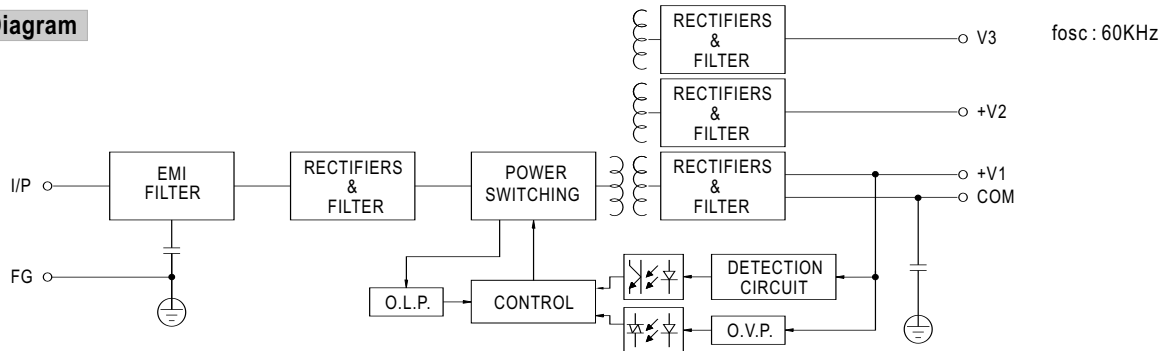 Diagram
RECTIFIERS
&
FILTER
V3
fosc : 60KHz
RECTIFIERS
&
FILTER
+V2
I/P
EMI
FILTER
RECTIFIERS
&
FILTER
POWER
SWITCHING
RECTIFIERS
&
FILTER
+V1
COM
FG
O.L.P.
CONTROL
DETECTION
CIRCUIT
O.V.P.